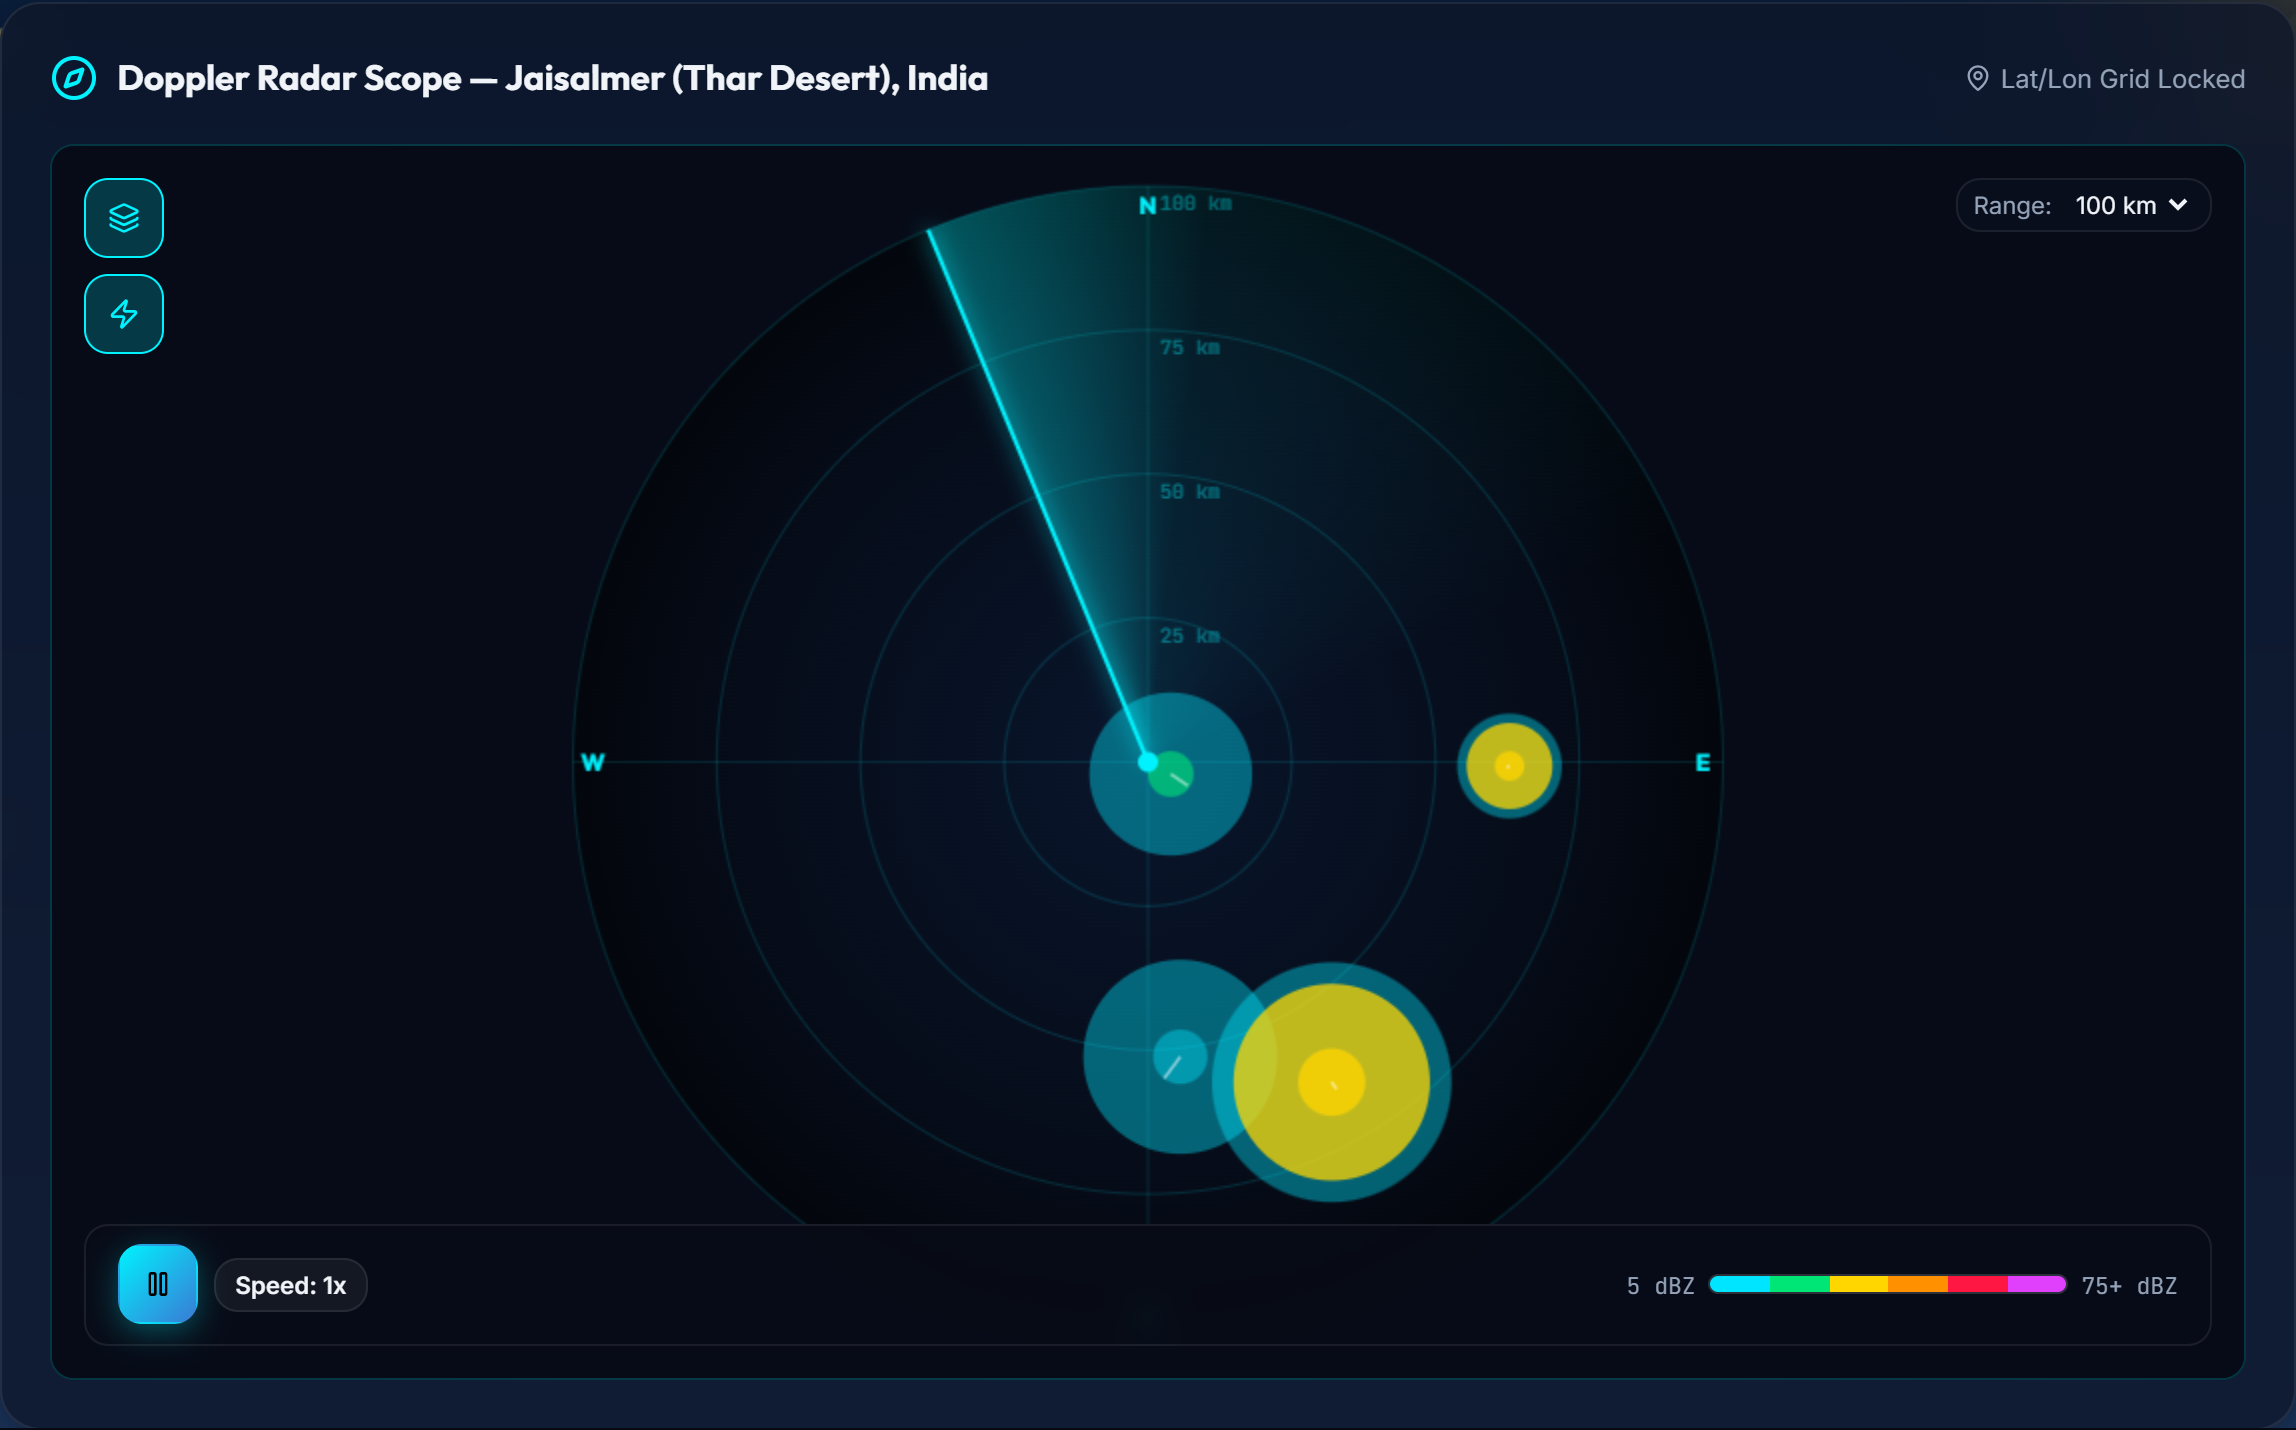 Doppler Radar Scope — Jaisalmer (Thar Desert), India
Lat/Lon Grid Locked
Range: 100 km
N 100 km
75 km
50 km
25 km
W
E
Speed: 1x
5 dBZ
75+ dBZ